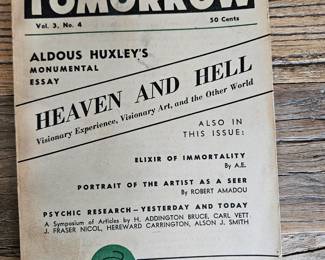 TOMORROW
Vol. 3, No. 4
50 Cents
ALDOUS HUXLEY'S
MONUMENTAL
ESSAY
HEAVEN AND HELL
Visionary Experience, Visionary Art, and the Other World
ALSO IN
THIS ISSUE:
ELIXIR OF IMMORTALITY
By A.E.
PORTRAIT OF THE ARTIST AS A SEER
By ROBERT AMADOU
PSYCHIC RESEARCH—YESTERDAY AND TODAY
A Symposium of Articles by H. ADDINGTON BRUCE, CARL VETT
J. FRASER NICOL, HEREWARD CARRINGTON, ALSON J. SMITH